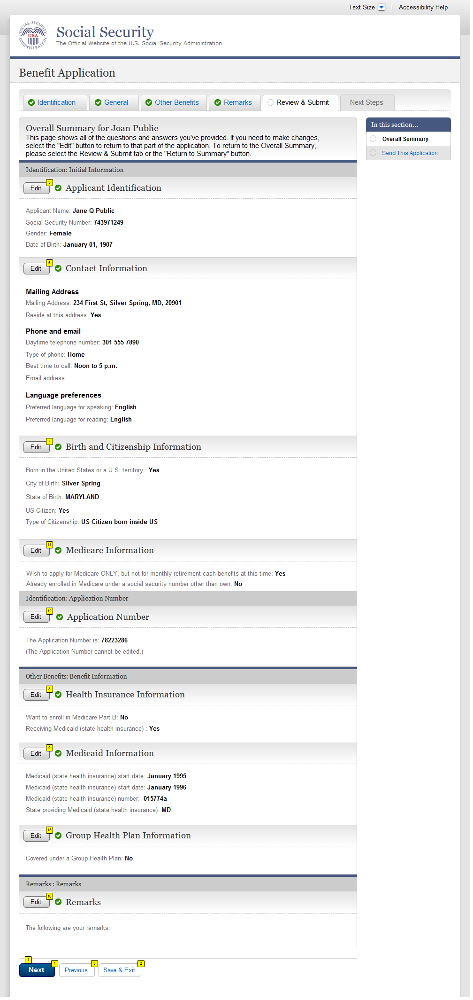 Text Size | Accessibility Help
SOCIAL SECURITY ADMINISTRATION
USA
Social Security
The Official Website of the U.S. Social Security Administration
Benefit Application
Identification General Other Benefits Remarks Review & Submit Next Steps
Overall Summary for Joan Public
This page shows all of the questions and answers you've provided. If you need to make changes,
select the "Edit" button to return to that part of the application. To return to the Overall Summary,
please select the Review & Submit tab or the "Return to Summary" button.
In this section...
Overall Summary
Send This Application
Identification: Initial Information
Edit 5 Applicant Identification
Applicant Name: Jane Q Public
Social Security Number: 743971249
Gender: Female
Date of Birth: January 01, 1907
Edit 6 Contact Information
Mailing Address
Mailing Address: 234 First St, Silver Spring, MD, 20901
Reside at this address: Yes
Phone and email
Daytime telephone number: 301 555 7890
Type of phone: Home
Best time to call: Noon to 5 p.m.
Email address: --
Language preferences
Preferred language for speaking: English
Preferred language for reading: English
Edit 7 Birth and Citizenship Information
Born in the United States or a U.S. territory : Yes
City of Birth: Silver Spring
State of Birth: MARYLAND
US Citizen: Yes
Type of Citizenship: US Citizen born inside US
Edit 11 Medicare Information
Wish to apply for Medicare ONLY, but not for monthly retirement cash benefits at this time: Yes
Already enrolled in Medicare under a social security number other than own: No
Identification: Application Number
Edit 12 Application Number
The Application Number is: 78223286
(The Application Number cannot be edited.)
Other Benefits: Benefit Information
Edit 8 Health Insurance Information
Want to enroll in Medicare Part B: No
Receiving Medicaid (state health insurance) : Yes
Edit 9 Medicaid Information
Medicaid (state health insurance) start date: January 1995
Medicaid (state health insurance) start date: January 1996
Medicaid (state health insurance) number: 015774a
State providing Medicaid (state health insurance): MD
Edit 13 Group Health Plan Information
Covered under a Group Health Plan: No
Remarks : Remarks
Edit 10 Remarks
The following are your remarks:
1
Next 4 Previous 3 Save & Exit 2